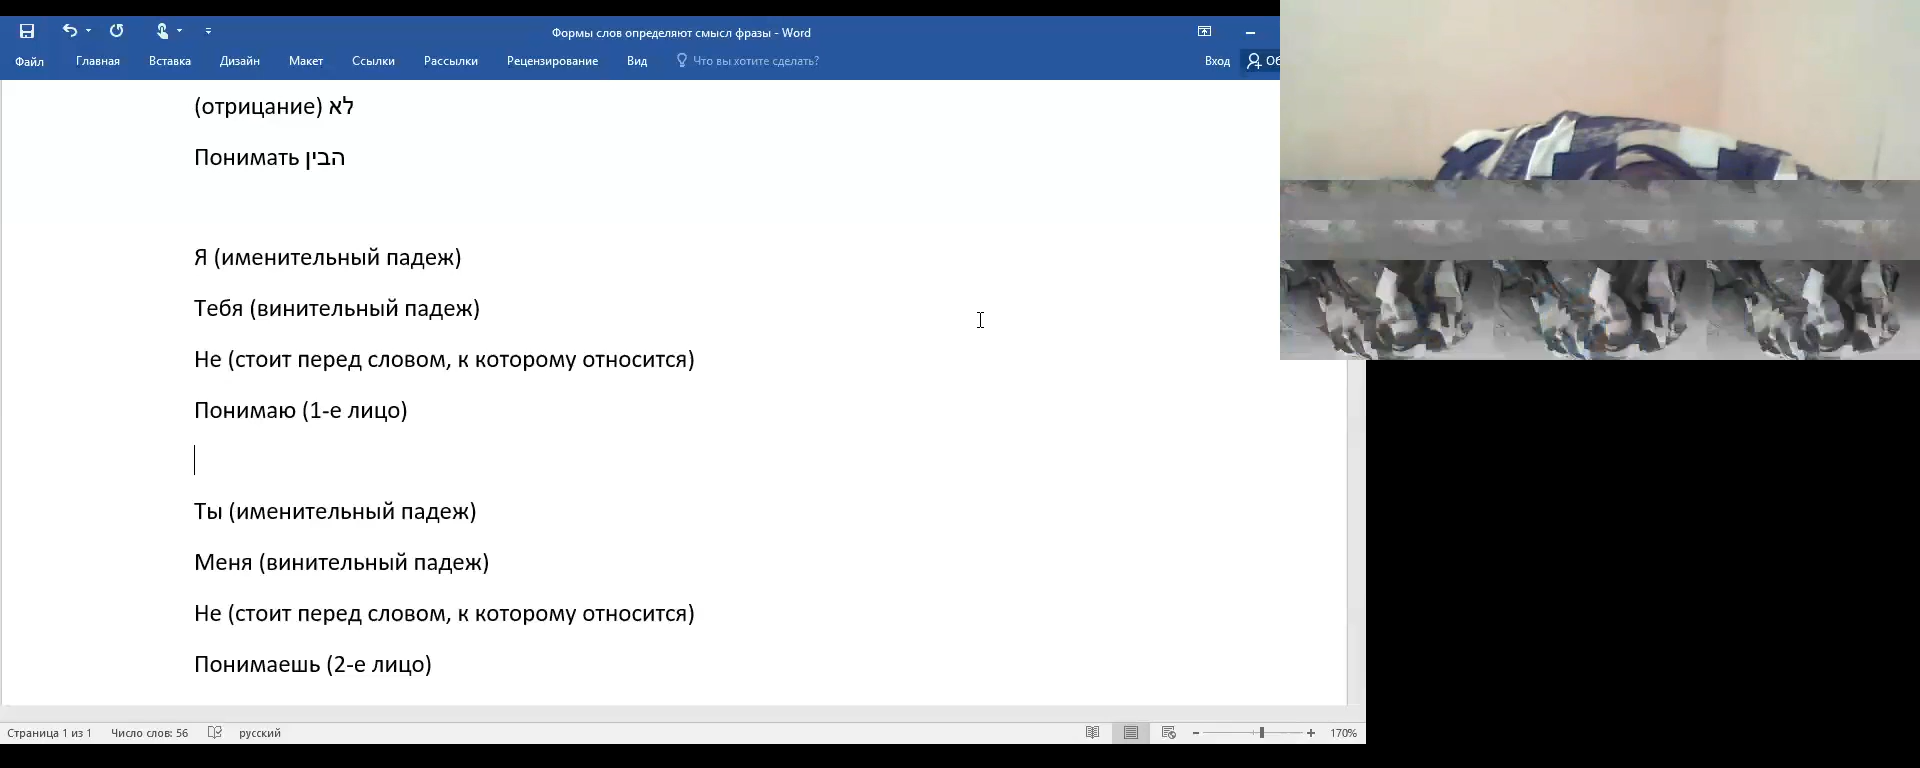 Формы слов определяют смысл фразы - Word
Файл Главная Вставка Дизайн Макет Ссылки Рассылки Рецензирование Вид Что вы хотите сделать? Вход Об
(отрицание) לא
Понимать הבין
Я (именительный падеж)
Тебя (винительный падеж)
Не (стоит перед словом, к которому относится)
Понимаю (1-е лицо)
Ты (именительный падеж)
Меня (винительный падеж)
Не (стоит перед словом, к которому относится)
Понимаешь (2-е лицо)
Страница 1 из 1 Число слов: 56 русский 170%